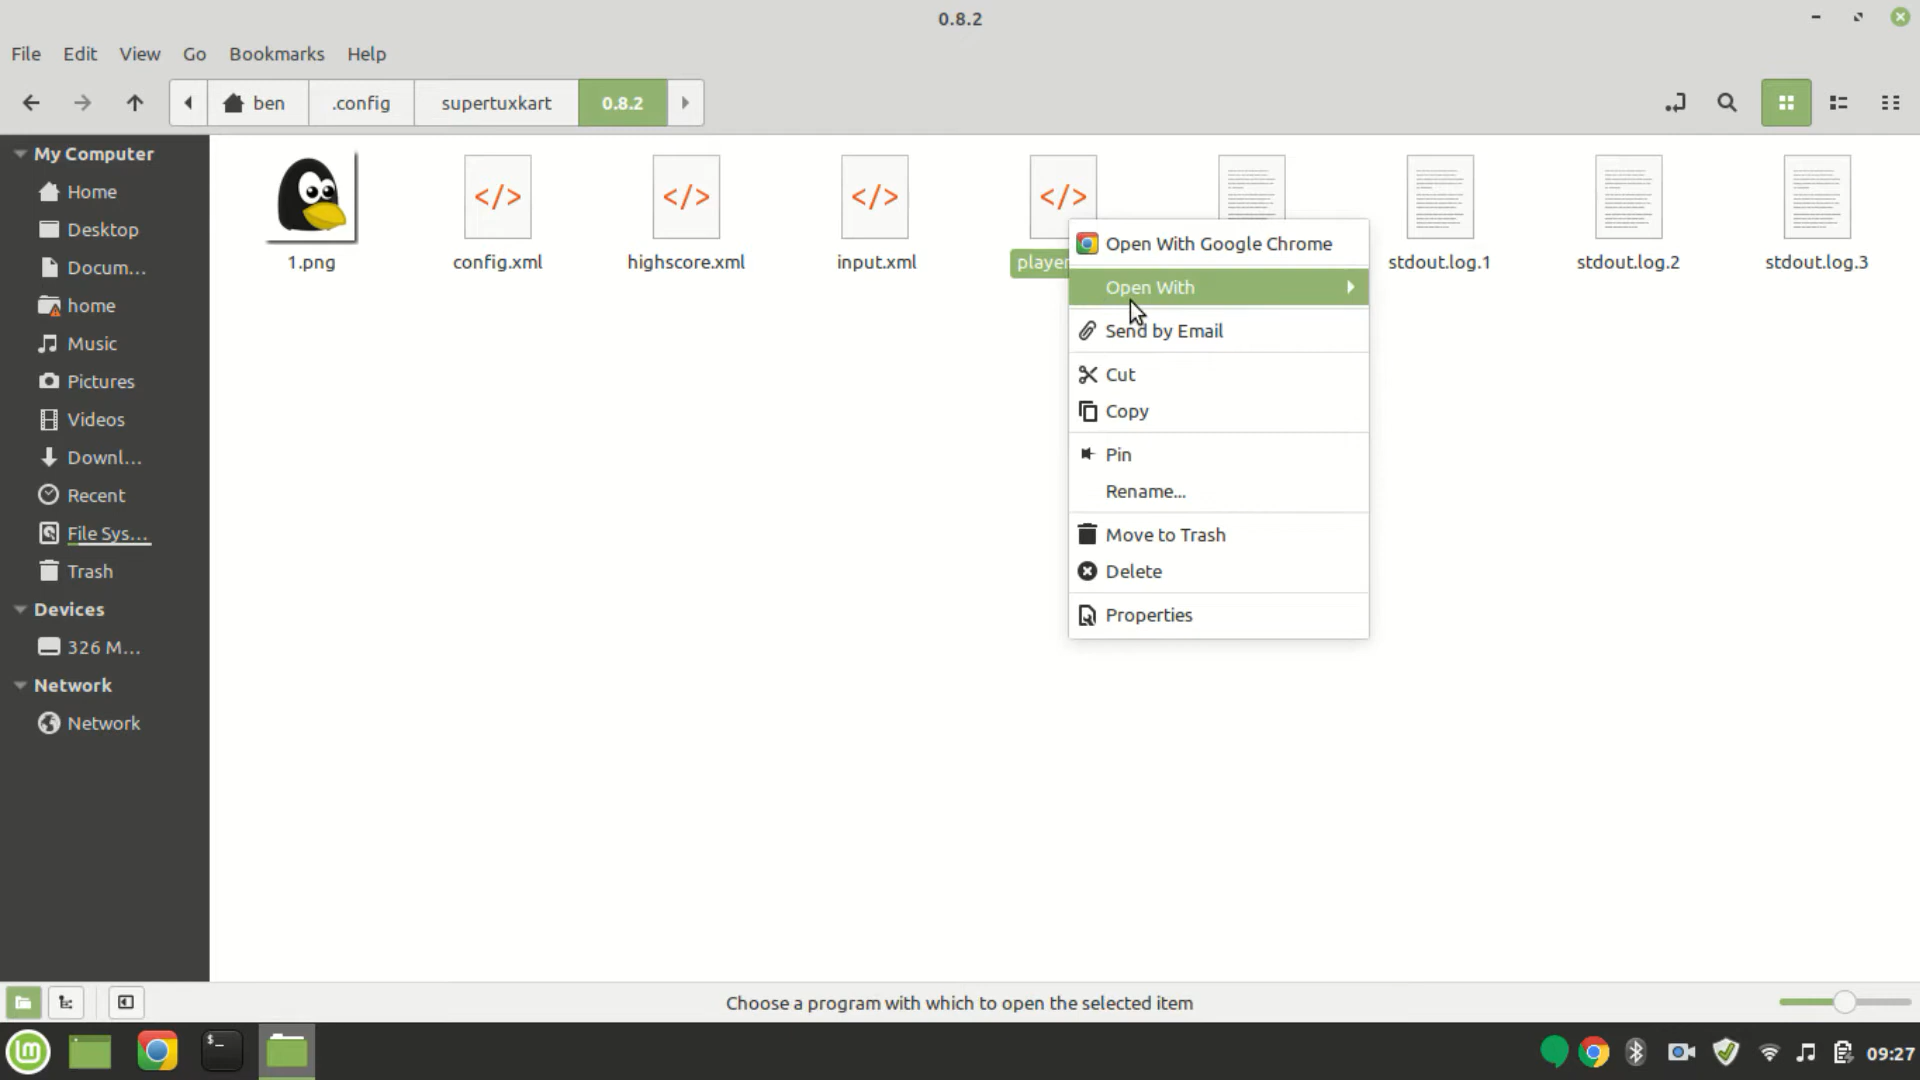 0.8.2
File Edit View Go Bookmarks Help
ben .config supertuxkart 0.8.2
My Computer
Home
Desktop
Docum...
home
Music
Pictures
Videos
Downl...
Recent
File Sys...
Trash
Devices
326 M...
Network
Network
</> </> </> </>
1.png config.xml highscore.xml input.xml player stdout.log.1 stdout.log.2 stdout.log.3
Open With Google Chrome
Open With
Send by Email
Cut
Copy
Pin
Rename...
Move to Trash
Delete
Properties
Choose a program with which to open the selected item
$_
09:27